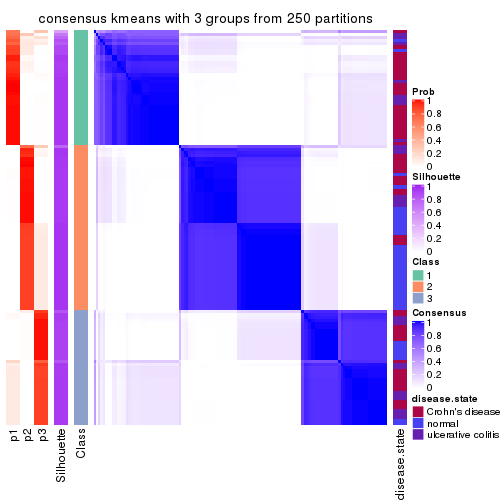 consensus kmeans with 3 groups from 250 partitions
p1
p2
p3
Silhouette
Class
disease.state
Prob
1
0.8
0.6
0.4
0.2
0
Silhouette
1
0.8
0.6
0.4
0.2
0
Class
1
2
3
Consensus
1
0.8
0.6
0.4
0.2
0
disease.state
Crohn's disease
normal
ulcerative colitis